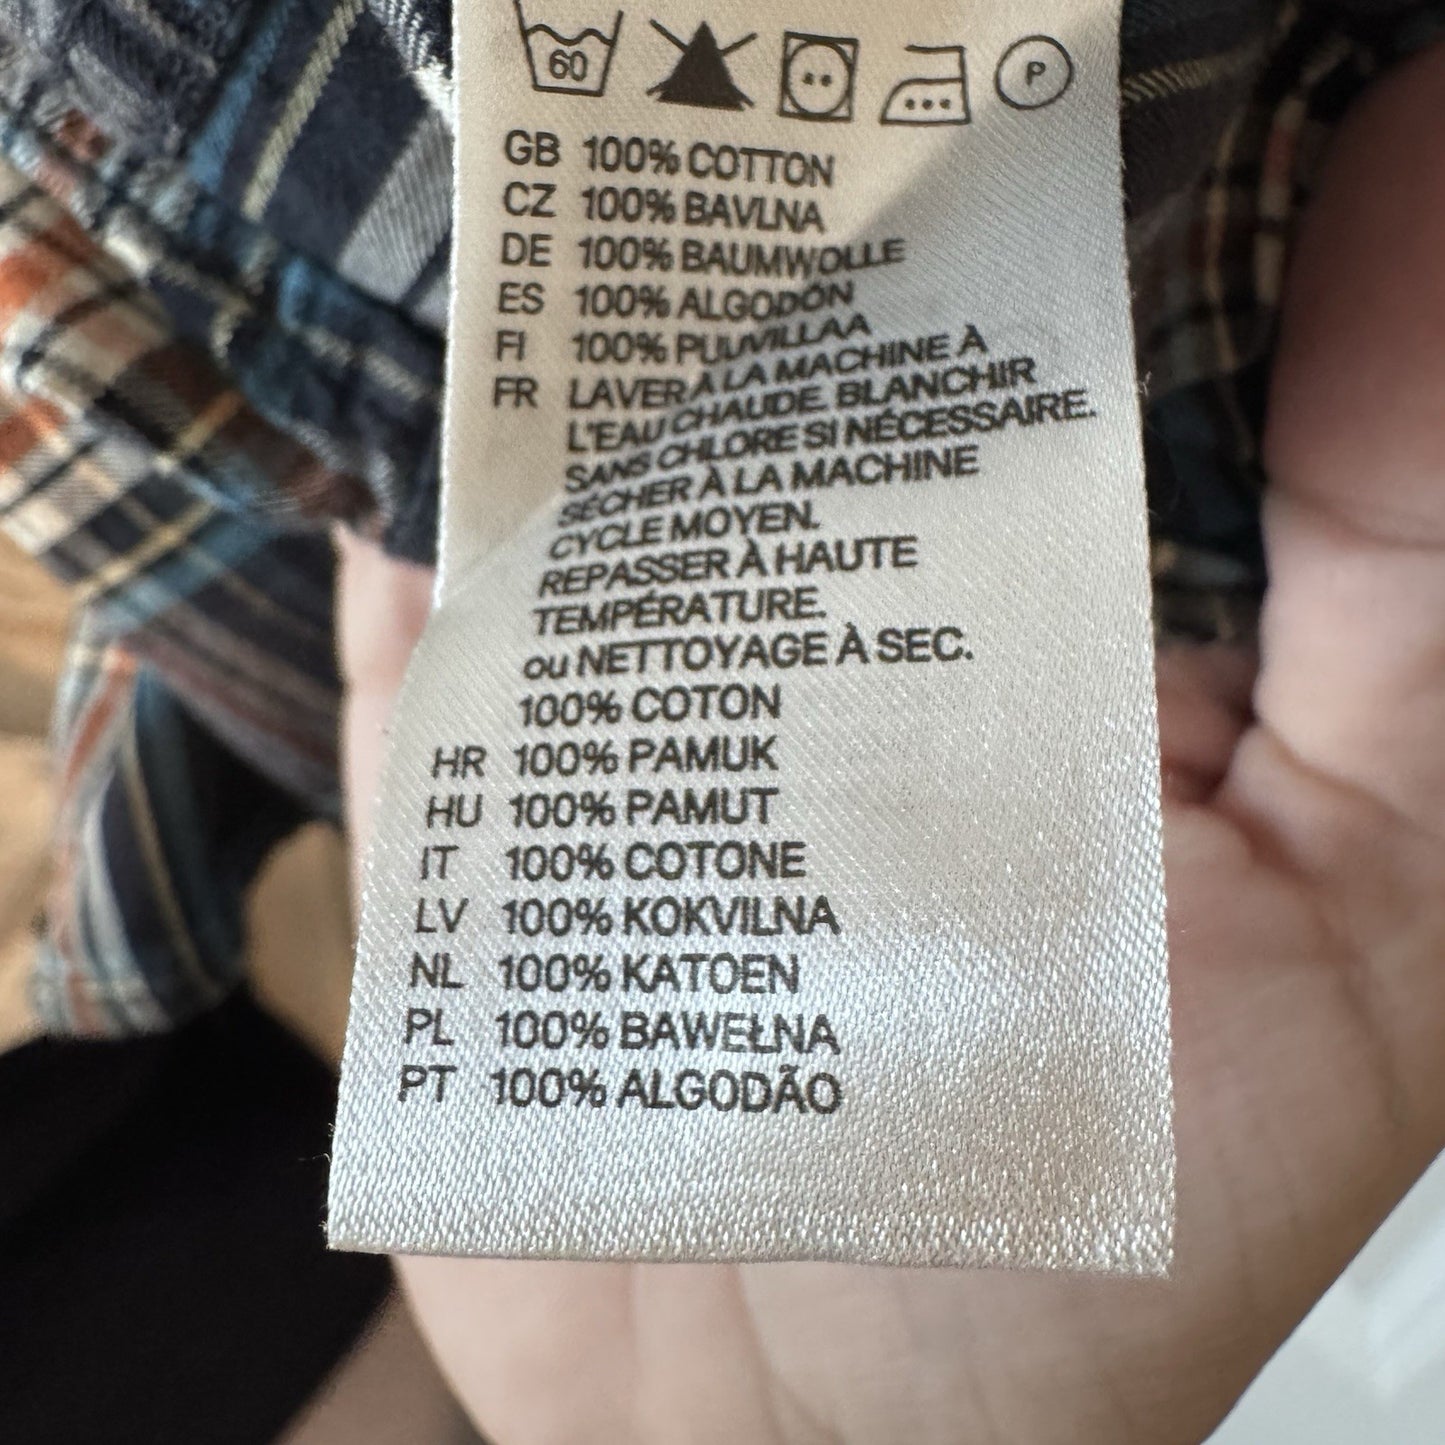 60
P
GB 100% COTTON
CZ 100% BAVLNA
DE 100% BAUMWOLLE
ES 100% ALGODÓN
FI 100% PUUVILLAA
FR LAVER À LA MACHINE À
L'EAU CHAUDE. BLANCHIR
SANS CHLORE SI NÉCESSAIRE.
SÉCHER À LA MACHINE
CYCLE MOYEN.
REPASSER À HAUTE
TEMPÉRATURE.
ou NETTOYAGE À SEC.
100% COTON
HR 100% PAMUK
HU 100% PAMUT
IT 100% COTONE
LV 100% KOKVILNA
NL 100% KATOEN
PL 100% BAWEŁNA
PT 100% ALGODÃO